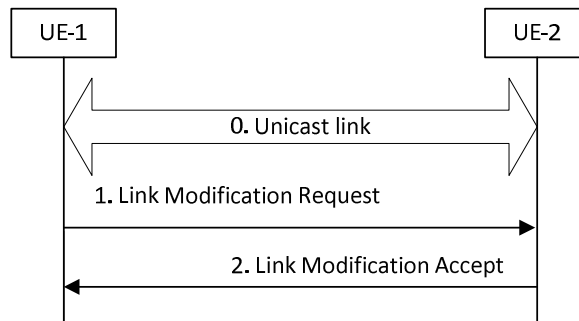 UE-1
UE-2
0. Unicast link
1. Link Modification Request
2. Link Modification Accept